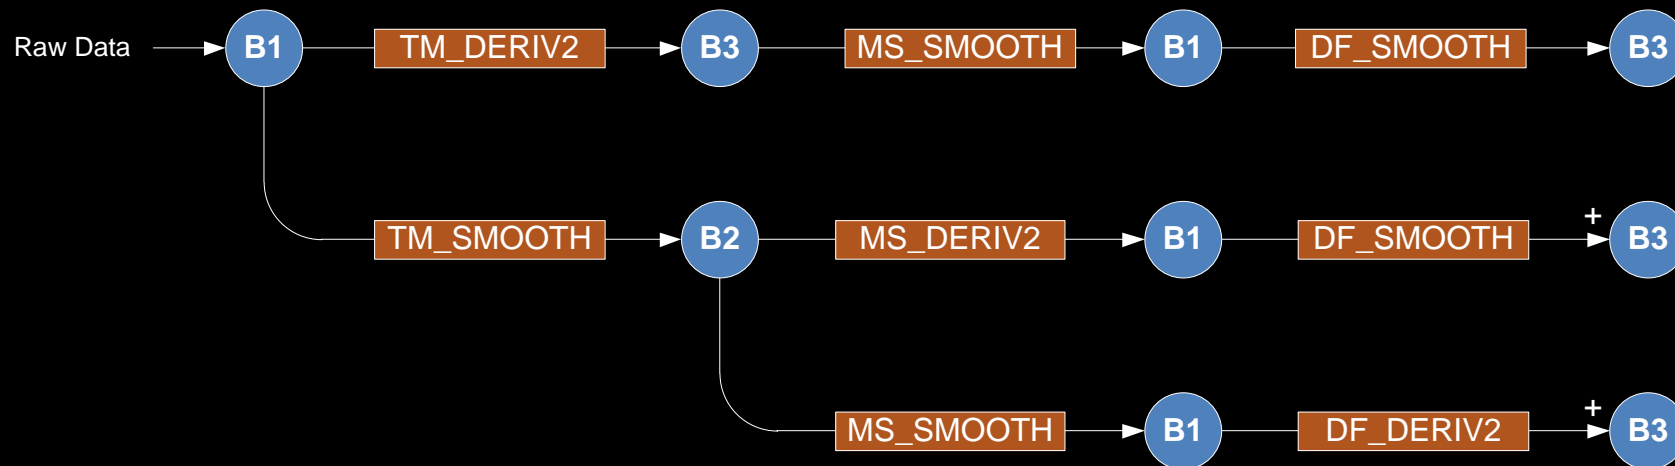 Raw Data B1 TM_DERIV2 B3 MS_SMOOTH B1 DF_SMOOTH B3
TM_SMOOTH B2 MS_DERIV2 B1 DF_SMOOTH + B3
MS_SMOOTH B1 DF_DERIV2 + B3